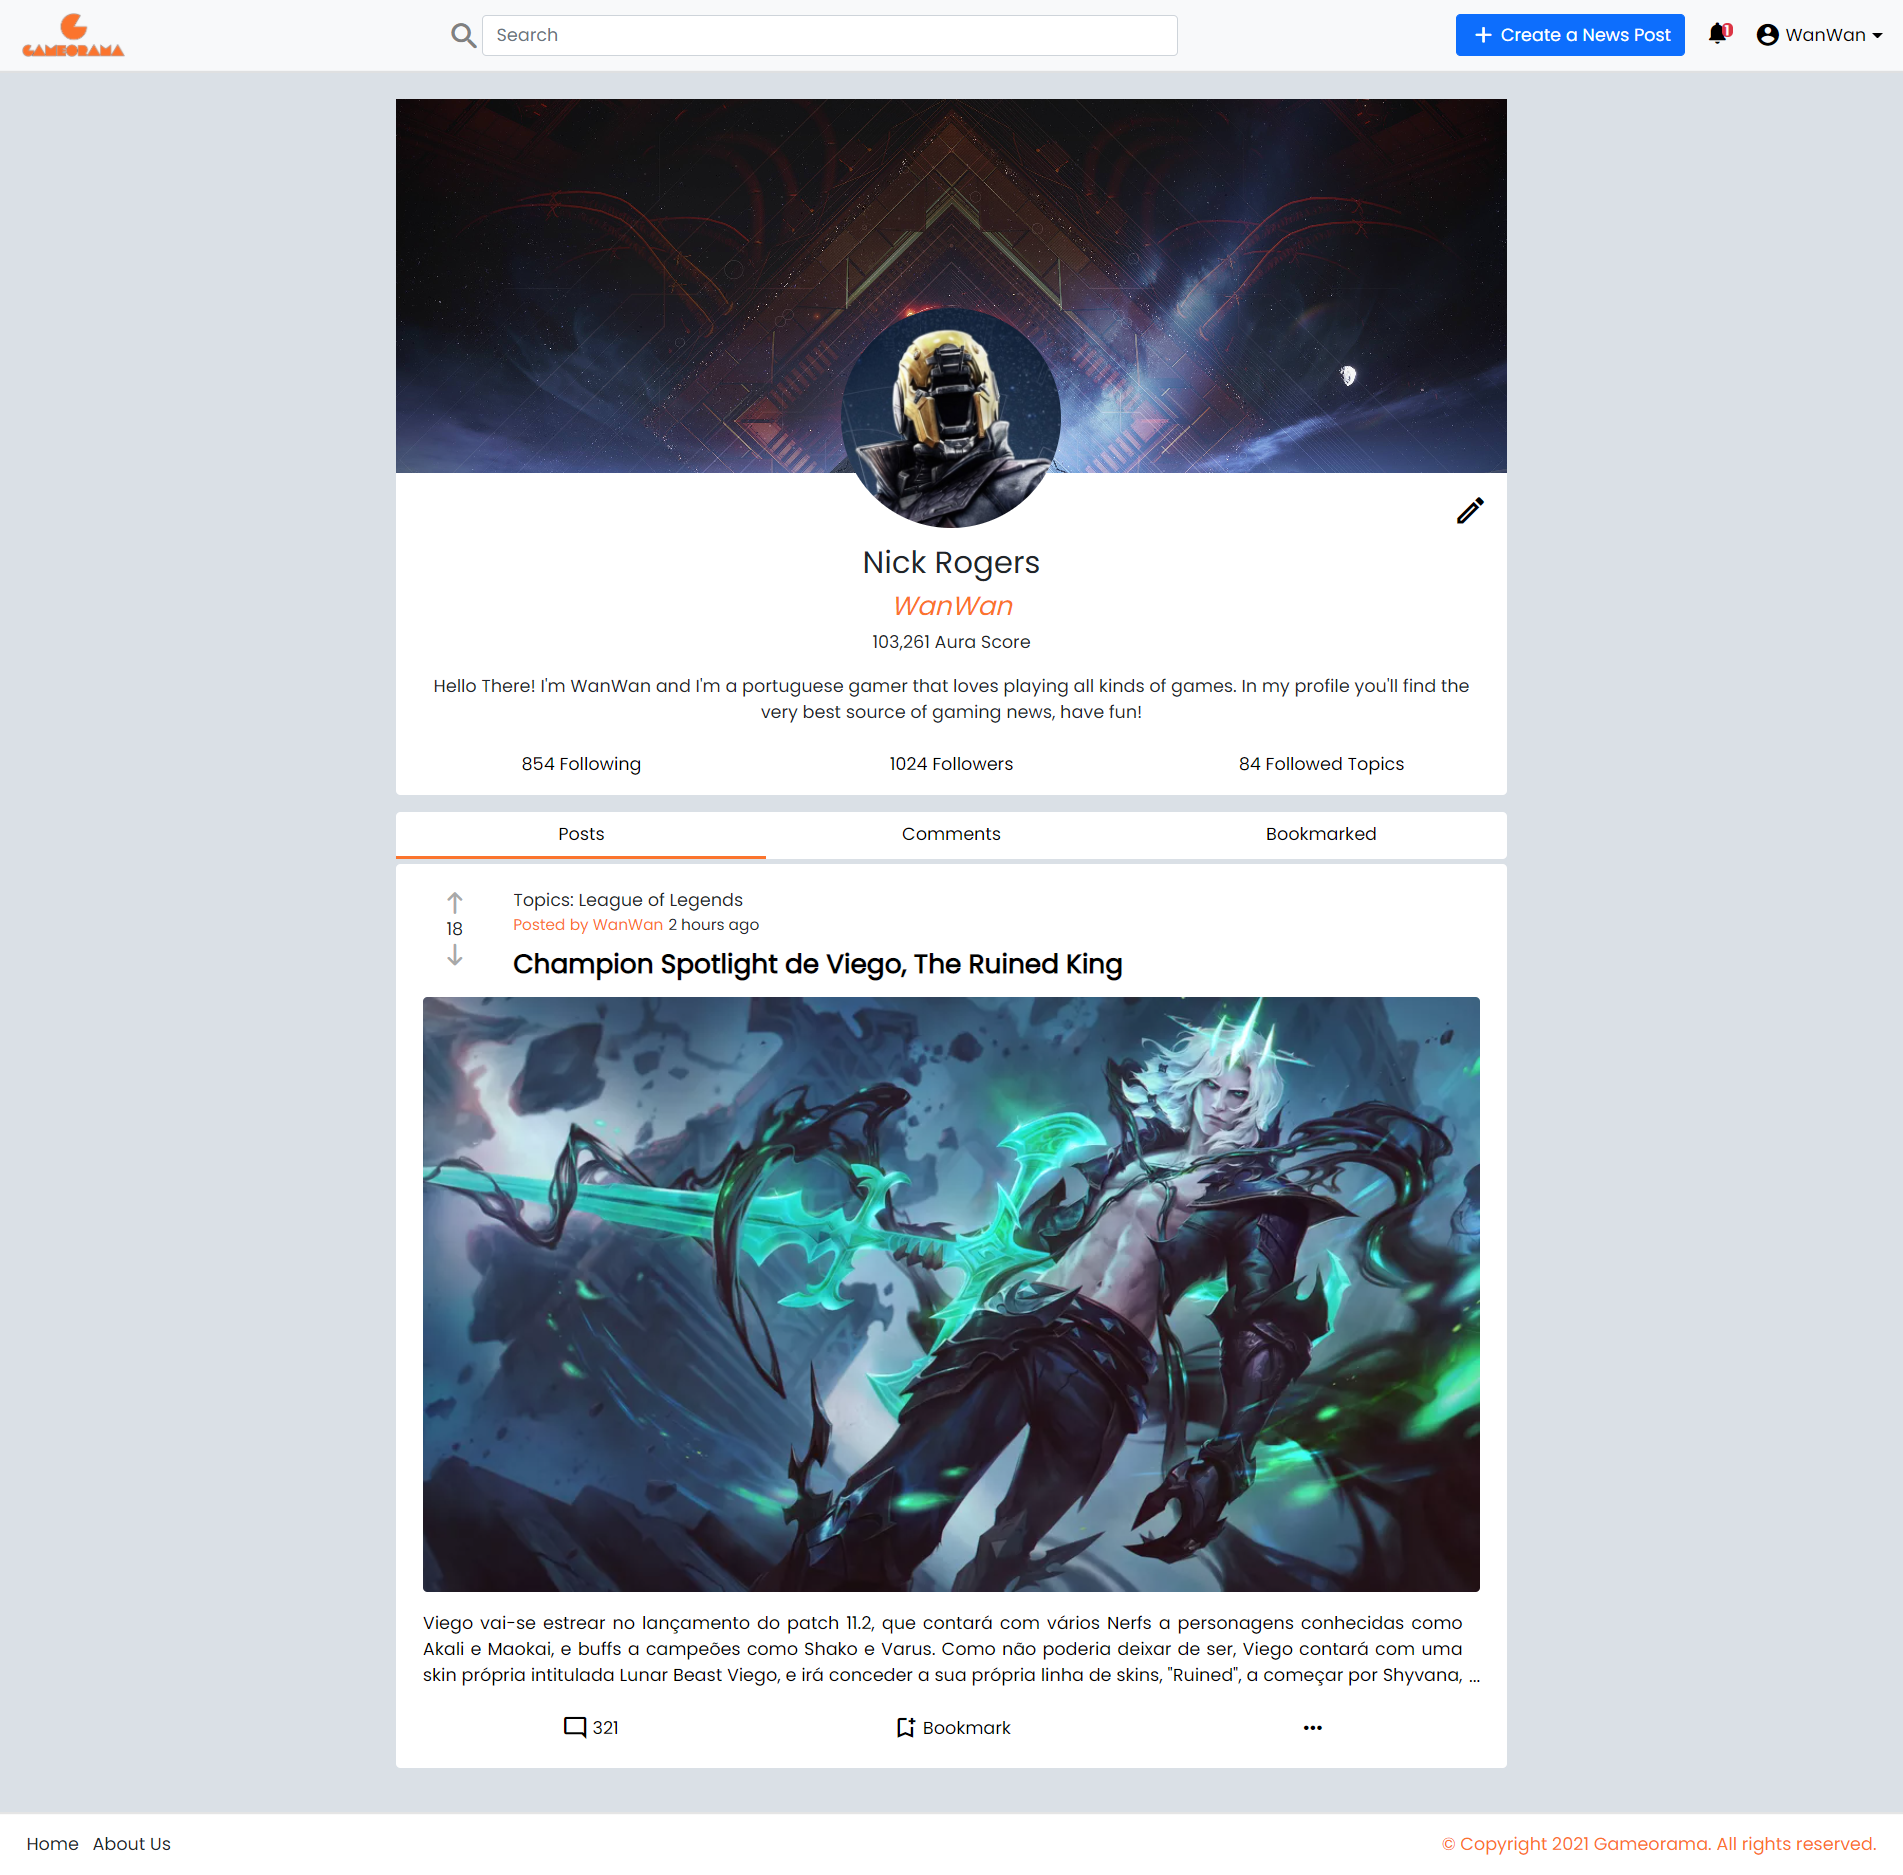 GAMEORAMA
Search
Create a News Post
1
WanWan
Nick Rogers
WanWan
103,261 Aura Score
Hello There! I'm WanWan and I'm a portuguese gamer that loves playing all kinds of games. In my profile you'll find the
very best source of gaming news, have fun!
854 Following
1024 Followers
84 Followed Topics
Posts
Comments
Bookmarked
Topics: League of Legends
18
Posted by WanWan 2 hours ago
Champion Spotlight de Viego, The Ruined King
Viego vai-se estrear no lançamento do patch 11.2, que contará com vários Nerfs a personagens conhecidas como
Akali e Maokai, e buffs a campeões como Shako e Varus. Como não poderia deixar de ser, Viego contará com uma
skin própria intitulada Lunar Beast Viego, e irá conceder a sua própria linha de skins, "Ruined", a começar por Shyvana, ...
321
Bookmark
Home
About Us
© Copyright 2021 Gameorama. All rights reserved.